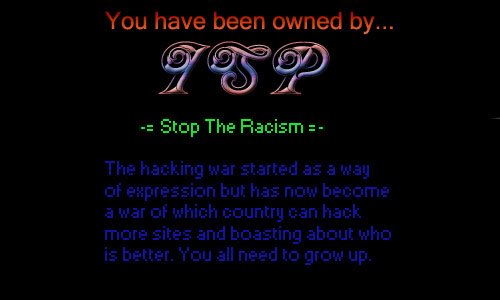 You have been owned by...
ITP
-= Stop The Racism =-
The hacking war started as a way
of expression but has now become
a war of which country can hack
more sites and boasting about who
is better. You all need to grow up.